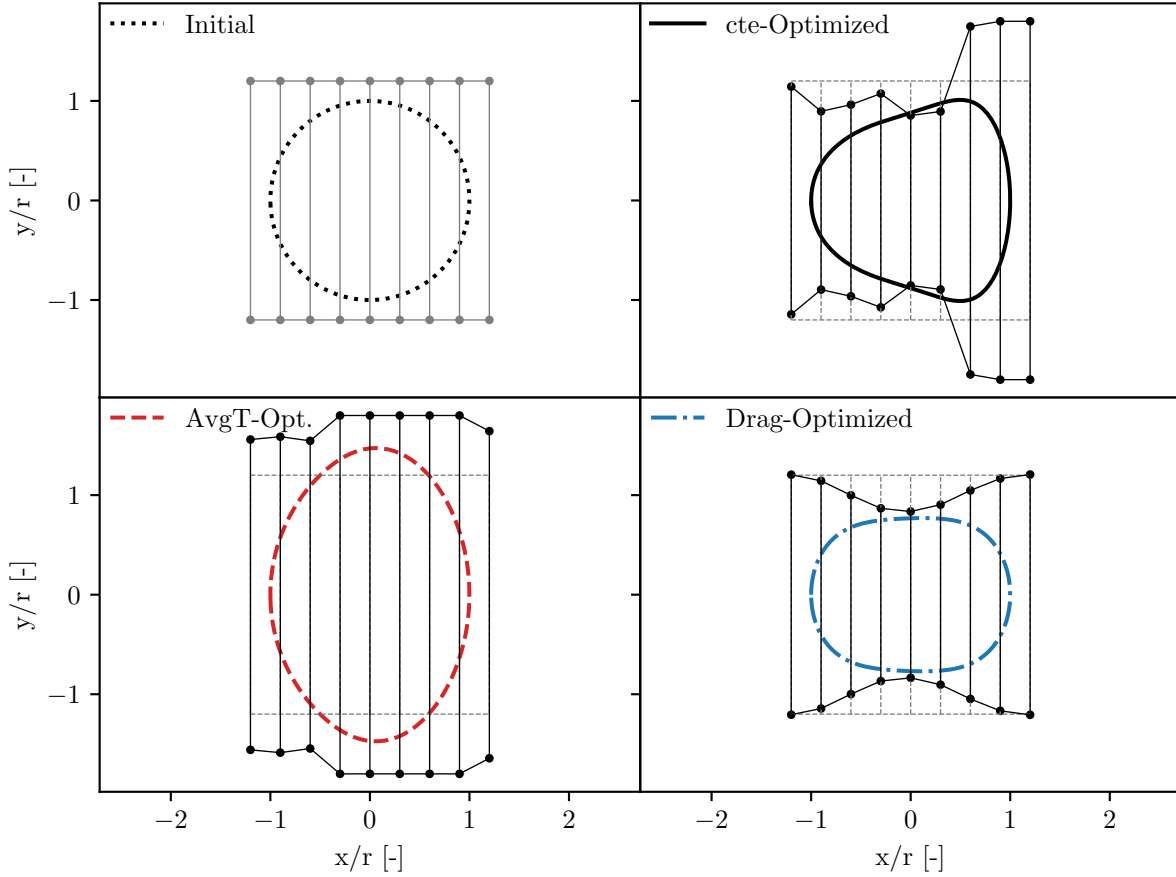 Initial
cte-Optimized
y/r [-]
1
0
−1
AvgT-Opt.
Drag-Optimized
y/r [-]
1
0
−1
−2 −1 0 1 2
−2 −1 0 1 2
x/r [-]
x/r [-]